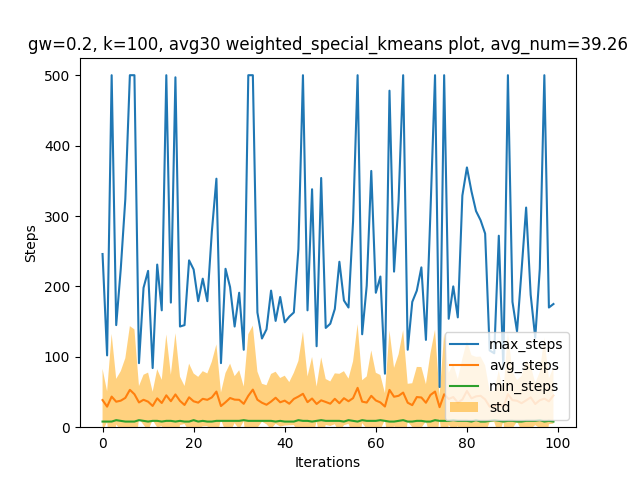 gw=0.2, k=100, avg30 weighted_special_kmeans plot, avg_num=39.26
500
400
300
200
100
0
Steps
max_steps
avg_steps
min_steps
std
0
20
40
60
80
100
Iterations